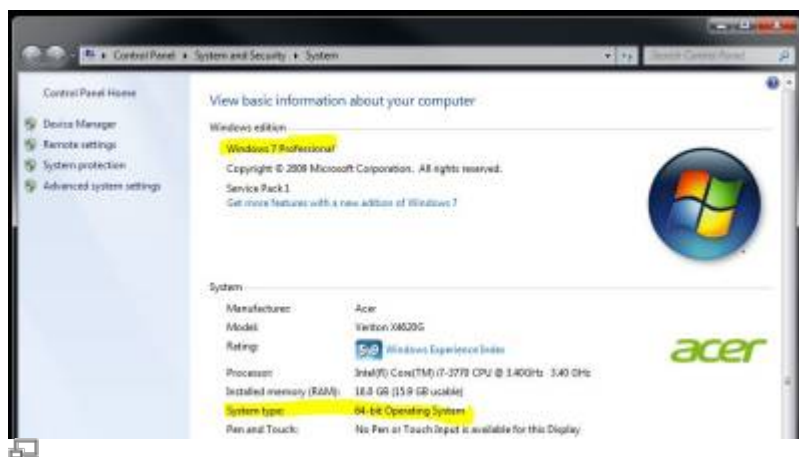 Control Panel ▸ System and Security ▸ System
Search Control Panel
Control Panel Home
Device Manager
Remote settings
System protection
Advanced system settings
View basic information about your computer
Windows edition
Windows 7 Professional
Copyright © 2009 Microsoft Corporation. All rights reserved.
Service Pack 1
Get more features with a new edition of Windows 7
System
Manufacturer: Acer
Model: Veriton X4620G
Rating: 5.9 Windows Experience Index
acer
Processor: Intel(R) Core(TM) i7-3770 CPU @ 3.40GHz 3.40 GHz
Installed memory (RAM): 16.0 GB (15.9 GB usable)
System type: 64-bit Operating System
Pen and Touch: No Pen or Touch Input is available for this Display